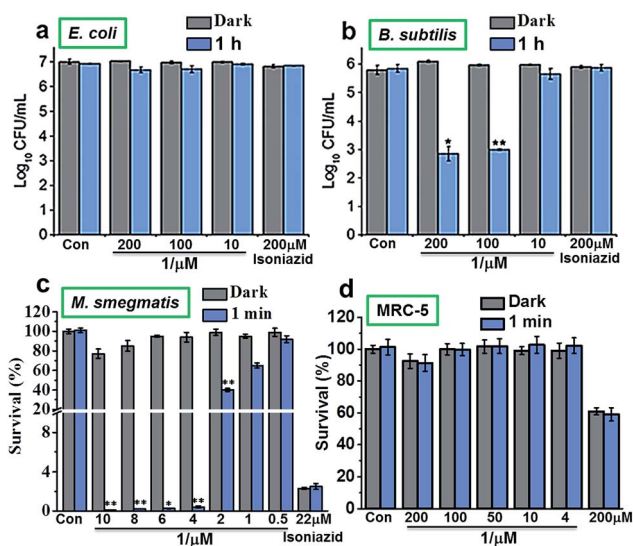 a
E. coli
Dark
1 h
Log10 CFU/mL
9
8
7
6
5
4
3
2
1
0
Con
200
100
10
200μM
Isoniazid
1/μM
b
B. subtilis
Dark
1 h
Log10 CFU/mL
8
7
6
5
4
3
2
1
0
*
**
Con
200
100
10
200μM
Isoniazid
1/μM
c
M. smegmatis
Dark
1 min
Survival (%)
120
100
80
60
40
20
4
2
0
**
**
*
**
**
Con
10
8
6
4
2
1
0.5
22μM
Isoniazid
1/μM
d
MRC-5
Dark
1 min
Survival (%)
120
100
80
60
40
20
0
Con
200
100
50
10
4
200μM
1/μM